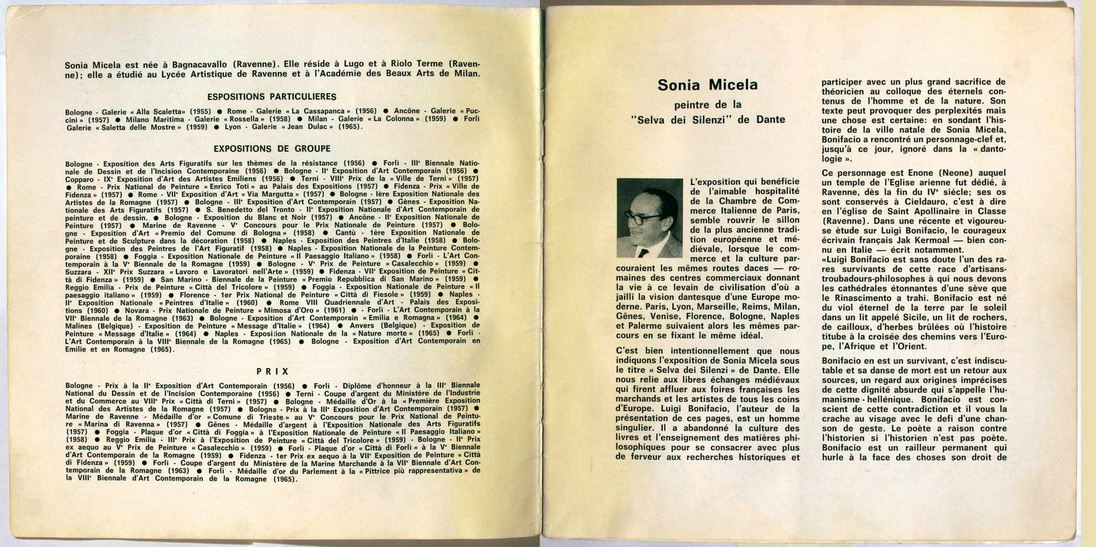 Sonia Micela est née à Bagnacavallo (Ravenne). Elle réside à Lugo et à Riolo Terme (Raven-
ne); elle a étudié au Lycée Artistique de Ravenne et à l'Académie des Beaux Arts de Milan.
ESPOSITIONS PARTICULIERES
Bologne - Galerie «Alla Scaletta» (1955) ● Rome - Galerie «La Cassapanca» (1956) ● Ancône - Galerie «Puc-
cini» (1957) ● Milano Maritima - Galerie «Rossella» (1958) ● Milan - Galerie «La Colonna» (1959) ● Forli
Galerie «Saletta delle Mostre» (1959) ● Lyon - Galerie «Jean Dulac» (1965).
EXPOSITIONS DE GROUPE
Bologne - Exposition des Arts Figuratifs sur les thèmes de la résistance (1956) ● Forli - IIIᵉ Biennale Natio-
nale de Dessin et de l'Incision Contemporaine (1956) ● Bologne - IIᵉ Exposition d'Art Contemporain (1956) ●
Copparo - IXᵉ Exposition d'Art des Artistes Emiliens (1956) ● Terni - VIIIᵉ Prix de la «Ville de Terni» (1957)
● Rome - Prix National de Peinture «Enrico Toti» au Palais des Expositions (1957) ● Fidenza - Prix «Ville de
Fidenza» (1957) ● Rome - VIIᵉ Exposition d'Art «Via Margutta» (1957) ● Bologne - Ière Exposition Nationale des
Artistes de la Romagne (1957) ● Bologne - IIIᵉ Exposition d'Art Contemporain (1957) ● Gênes - Exposition Na-
tionale des Arts Figuratifs (1957) ● S. Benedetto del Tronto - IIᵉ Exposition Nationale d'Art Contemporain de
peinture et de dessin. ● Bologne - Exposition du Blanc et Noir (1957) ● Ancône - IIᵉ Exposition Nationale de
Peinture (1957) ● Marine de Ravenne - Vᵉ Concours pour le Prix National de Peinture (1957) ● Bolo-
gne - Exposition d'Art «Premio del Comune di Bologna» (1958) ● Cantù - 1ère Exposition Nationale de
Peinture et de Sculpture dans la décoration (1958) ● Naples - Exposition des Peintres d'Italie (1958) ● Bolo-
gne - Exposition des Peintres de l'Art Figuratif (1958) ● Naples - Exposition Nationale de la Peinture Contem-
poraine (1958) ● Foggia - Exposition Nationale de Peinture «Il Paesaggio Italiano» (1958) ● Forli - L'Art Con-
temporain à la Vᵉ Biennale de la Romagne (1959) ● Bologne - Vᵉ Prix de Peinture «Casalecchio» (1959) ●
Suzzara - XIIᵉ Prix Suzzara «Lavoro e Lavoratori nell'Arte» (1959) ● Fidenza - VIIᵉ Exposition de Peinture «Cit-
tà di Fidenza» (1959) ● San Marino - Biennale de Peinture «Premio Repubblica di San Marino» (1959) ●
Reggio Emilia - Prix de Peinture «Città del Tricolore» (1959) ● Foggia - Exposition Nationale de Peinture «Il
paesaggio italiano» (1959) ● Florence - 1er Prix National de Peinture «Città di Fiesole» (1959) ● Naples -
IIᵉ Exposition Nationale «Peintres d'Italie» (1960) ● Rome VIII Quadriennale d'Art - Palais des Exposi-
tions (1960) ● Novara - Prix Nationale de Peinture «Mimosa d'Oro» (1961) ● Forli - L'Art Contemporain à la
VIIᵉ Biennale de la Romagne (1963) ● Bologne - Exposition d'Art Contemporain «Emilia e Romagna» (1964) ●
Malines (Belgique) - Exposition de Peinture «Message d'Italie» (1964) ● Anvers (Belgique) - Exposition de
Peinture «Message d'Italie» (1964) ● Naples - Exposition Nationale de la «Nature morte» (1965) ● Forli -
L'Art Contemporain à la VIIIᵉ Biennale de la Romagne (1965) ● Bologne - Exposition d'Art Contemporain en
Emilie et en Romagne (1965).
PRIX
Bologne - Prix à la IIᵉ Exposition d'Art Contemporain (1956) ● Forli - Diplôme d'honneur à la IIIᵉ Biennale
National du Dessin et de l'Incision Contemporaine (1956) ● Terni - Coupe d'argent du Ministère de l'Industrie
et du Commerce au VIIIᵉ Prix «Città di Terni» (1957) ● Bologne - Médaille d'Or à la «Première Exposition
National des Artistes de la Romagne (1957) ● Bologne - Prix à la IIIᵉ Exposition d'Art Contemporain (1957) ●
Marine de Ravenne - Médaille d'or «Comune di Trieste» au Vᵉ Concours pour le Prix National de Peintu-
re «Marina di Ravenna» (1957) ● Gênes - Médaille d'argent à l'Exposition Nationale des Arts Figuratifs
(1957) ● Foggia - Plaque d'or «Città di Foggia» à l'Exposition Nationale de Peinture «Il Paesaggio Italiano»
(1958) ● Reggio Emilia - IIIᵉ Prix à l'Exposition de Peinture «Città del Tricolore» (1959) ● Bologne - IIᵉ Prix
ex aequo au Vᵉ Prix de Peinture «Casalecchio» (1959) ● Forli - Plaque d'or «Città di Forli» à la Vᵉ Biennale
d'Art Contemporain de la Romagne (1959) ● Fidenza - 1er Prix ex aequo à la VIIᵉ Exposition de Peinture «Città
di Fidenza» (1959) ● Forli - Coupe d'argent du Ministère de la Marine Marchande à la VIIᵉ Biennale d'Art Con-
temporain de la Romagne (1963) ● Forli - Médaille d'or du Parlement à la «Pittrice più rappresentativa» de
la VIIIᵉ Biennale d'Art Contemporain de la Romagne (1965).
Sonia Micela
peintre de la
"Selva dei Silenzi" de Dante
L'exposition qui bénéficie
de l'aimable hospitalité
de la Chambre de Com-
merce Italienne de Paris,
semble rouvrir le sillon
de la plus ancienne tradi-
tion européenne et mé-
diévale, lorsque le com-
merce et la culture par-
couraient les mêmes routes daces — ro-
maines des centres commerciaux donnant
la vie à ce levain de civilisation d'où a
jailli la vision dantesque d'une Europe mo-
derne. Paris, Lyon, Marseille, Reims, Milan,
Gênes, Venise, Florence, Bologne, Naples
et Palerme suivaient alors les mêmes par-
cours en se fixant le même idéal.
C'est bien intentionnellement que nous
indiquons l'exposition de Sonia Micela sous
le titre «Selva dei Silenzi» de Dante. Elle
nous relie aux libres échanges médiévaux
qui firent affluer aux foires françaises les
marchands et les artistes de tous les coins
d'Europe. Luigi Bonifacio, l'auteur de la
présentation de ces pages, est un homme
singulier. Il a abandonné la culture des
livres et l'enseignement des matières phi-
losophiques pour se consacrer avec plus
de ferveur aux recherches historiques et
participer avec un plus grand sacrifice de
théoricien au colloque des éternels con-
tenus de l'homme et de la nature. Son
texte peut provoquer des perplexités mais
une chose est certaine: en sondant l'his-
toire de la ville natale de Sonia Micela,
Bonifacio a rencontré un personnage-clef et,
jusqu'à ce jour, ignoré dans la «danto-
logie».
Ce personnage est Enone (Neone) auquel
un temple de l'Eglise arienne fut dédié, à
Ravenne, dès la fin du IVᵉ siécle; ses os
sont conservés à Cieldauro, c'est à dire
en l'église de Saint Apollinaire in Classe
(Ravenne). Dans une récente et vigoureu-
se étude sur Luigi Bonifacio, le courageux
écrivain français Jak Kermoal — bien con-
nu en Italie — écrit notamment.
«Luigi Bonifacio est sans doute l'un des ra-
res survivants de cette race d'artisans-
troubadours-philosophes à qui nous devons
les cathédrales étonnantes d'une sève que
le Rinascimento a trahi. Bonifacio est né
du viol éternel de la terre par le soleil
dans un lit appelé Sicile, un lit de rochers,
de cailloux, d'herbes brûlées où l'histoire
titube à la croisée des chemins vers l'Euro-
pe, l'Afrique et l'Orient.
Bonifacio en est un survivant, c'est indiscu-
table et sa danse de mort est un retour aux
sources, un regard aux origines imprécises
de cette dignité absurde qui s'appelle l'hu-
manisme-hellénique. Bonifacio est con-
scient de cette contradiction et il vous la
crache au visage avec le defi d'une chan-
son de geste. Le poète a raison contre
l'historien si l'historien n'est pas poète.
Bonifacio est un railleur permanent qui
hurle à la face des choses son droit de